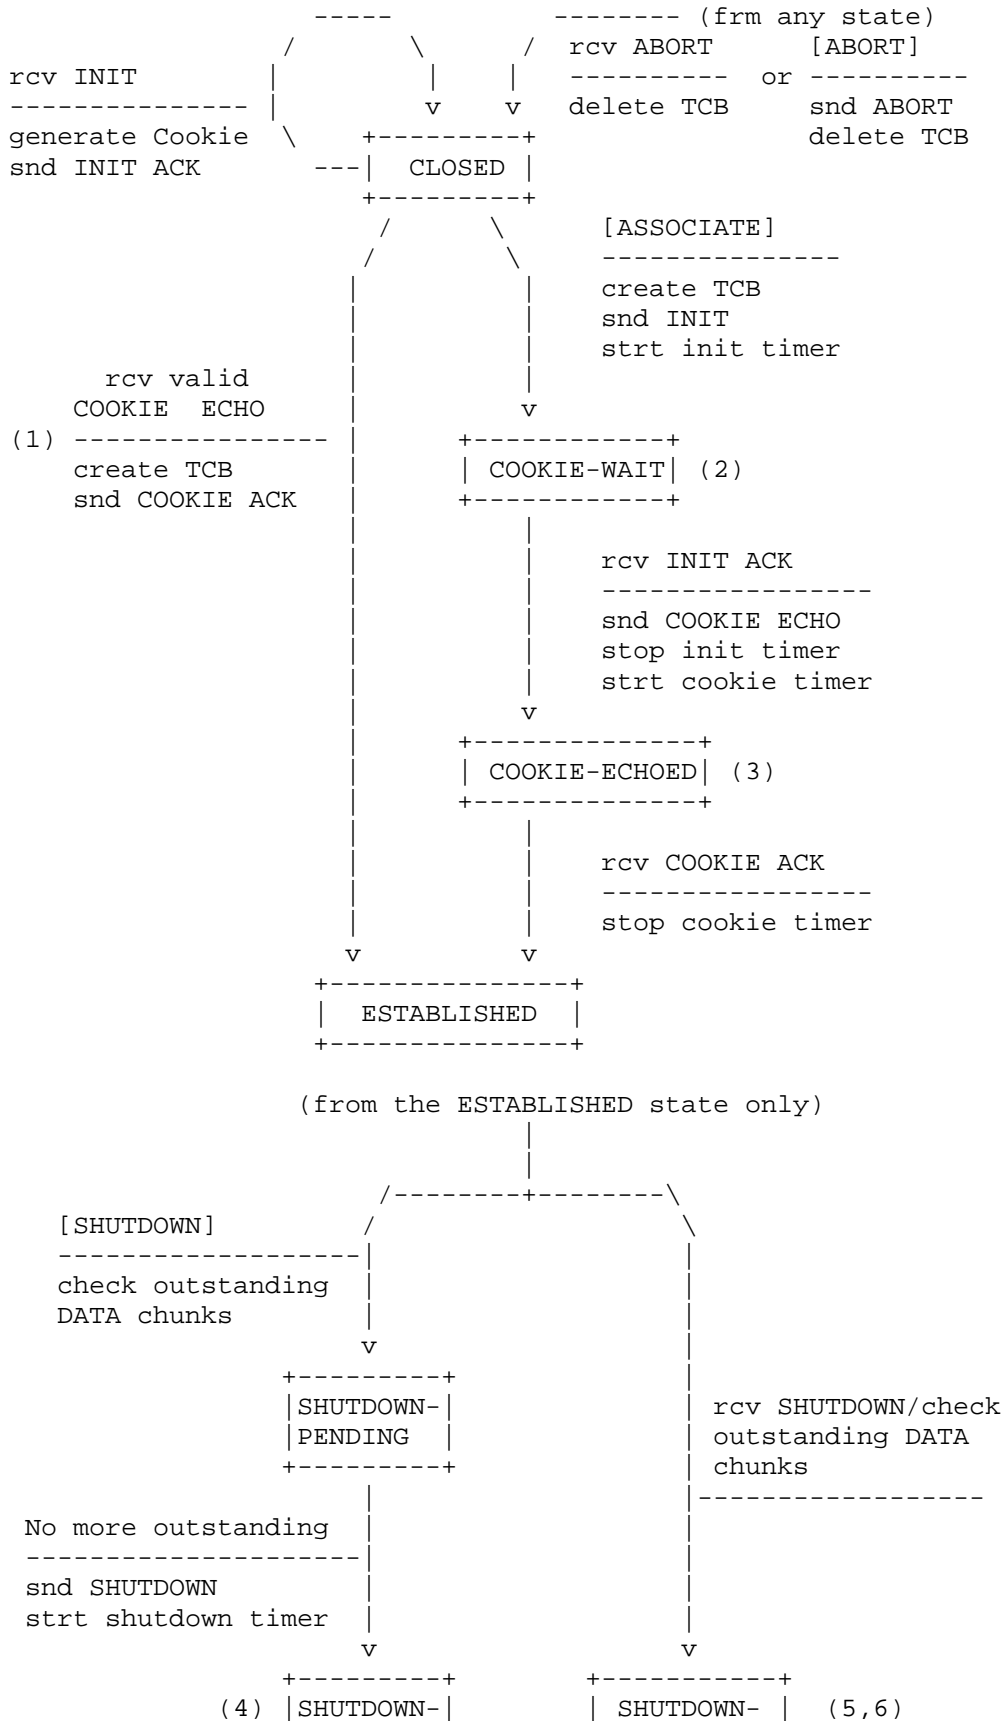 -----          -------- (frm any state)
                     /       \      /  rcv ABORT      [ABORT]
rcv INIT            |         |    |   ----------  or ----------
--------------- |         v    v   delete TCB     snd ABORT
generate Cookie  \    +---------+                 delete TCB
snd INIT ACK       ---|  CLOSED |
                      +---------+
                       /      \      [ASSOCIATE]
                      /        \     ---------------
                     |          |    create TCB
                     |          |    snd INIT
                     |          |    strt init timer
      rcv valid      |          |
    COOKIE  ECHO     |          v
(1) ---------------- |      +------------+
    create TCB       |      | COOKIE-WAIT| (2)
    snd COOKIE ACK   |      +------------+
                     |          |
                     |          |    rcv INIT ACK
                     |          |    -----------------
                     |          |    snd COOKIE ECHO
                     |          |    stop init timer
                     |          |    strt cookie timer
                     |          v
                     |      +--------------+
                     |      | COOKIE-ECHOED| (3)
                     |      +--------------+
                     |          |
                     |          |    rcv COOKIE ACK
                     |          |    -----------------
                     |          |    stop cookie timer
                     v          v
                   +---------------+
                   |  ESTABLISHED  |
                   +---------------+
                  (from the ESTABLISHED state only)
                                |
                                |
                       /--------+--------\
   [SHUTDOWN]         /                   \
   -------------------|                   |
   check outstanding  |                   |
   DATA chunks        |                   |
                      v                   |
                 +---------+              |
                 |SHUTDOWN-|              | rcv SHUTDOWN/check
                 |PENDING  |              | outstanding DATA
                 +---------+              | chunks
                      |                   |------------------
 No more outstanding  |                   |
 ---------------------|                   |
 snd SHUTDOWN         |                   |
 strt shutdown timer  |                   |
                      v                   v
                 +---------+        +-----------+
             (4) |SHUTDOWN-|        | SHUTDOWN- |  (5,6)